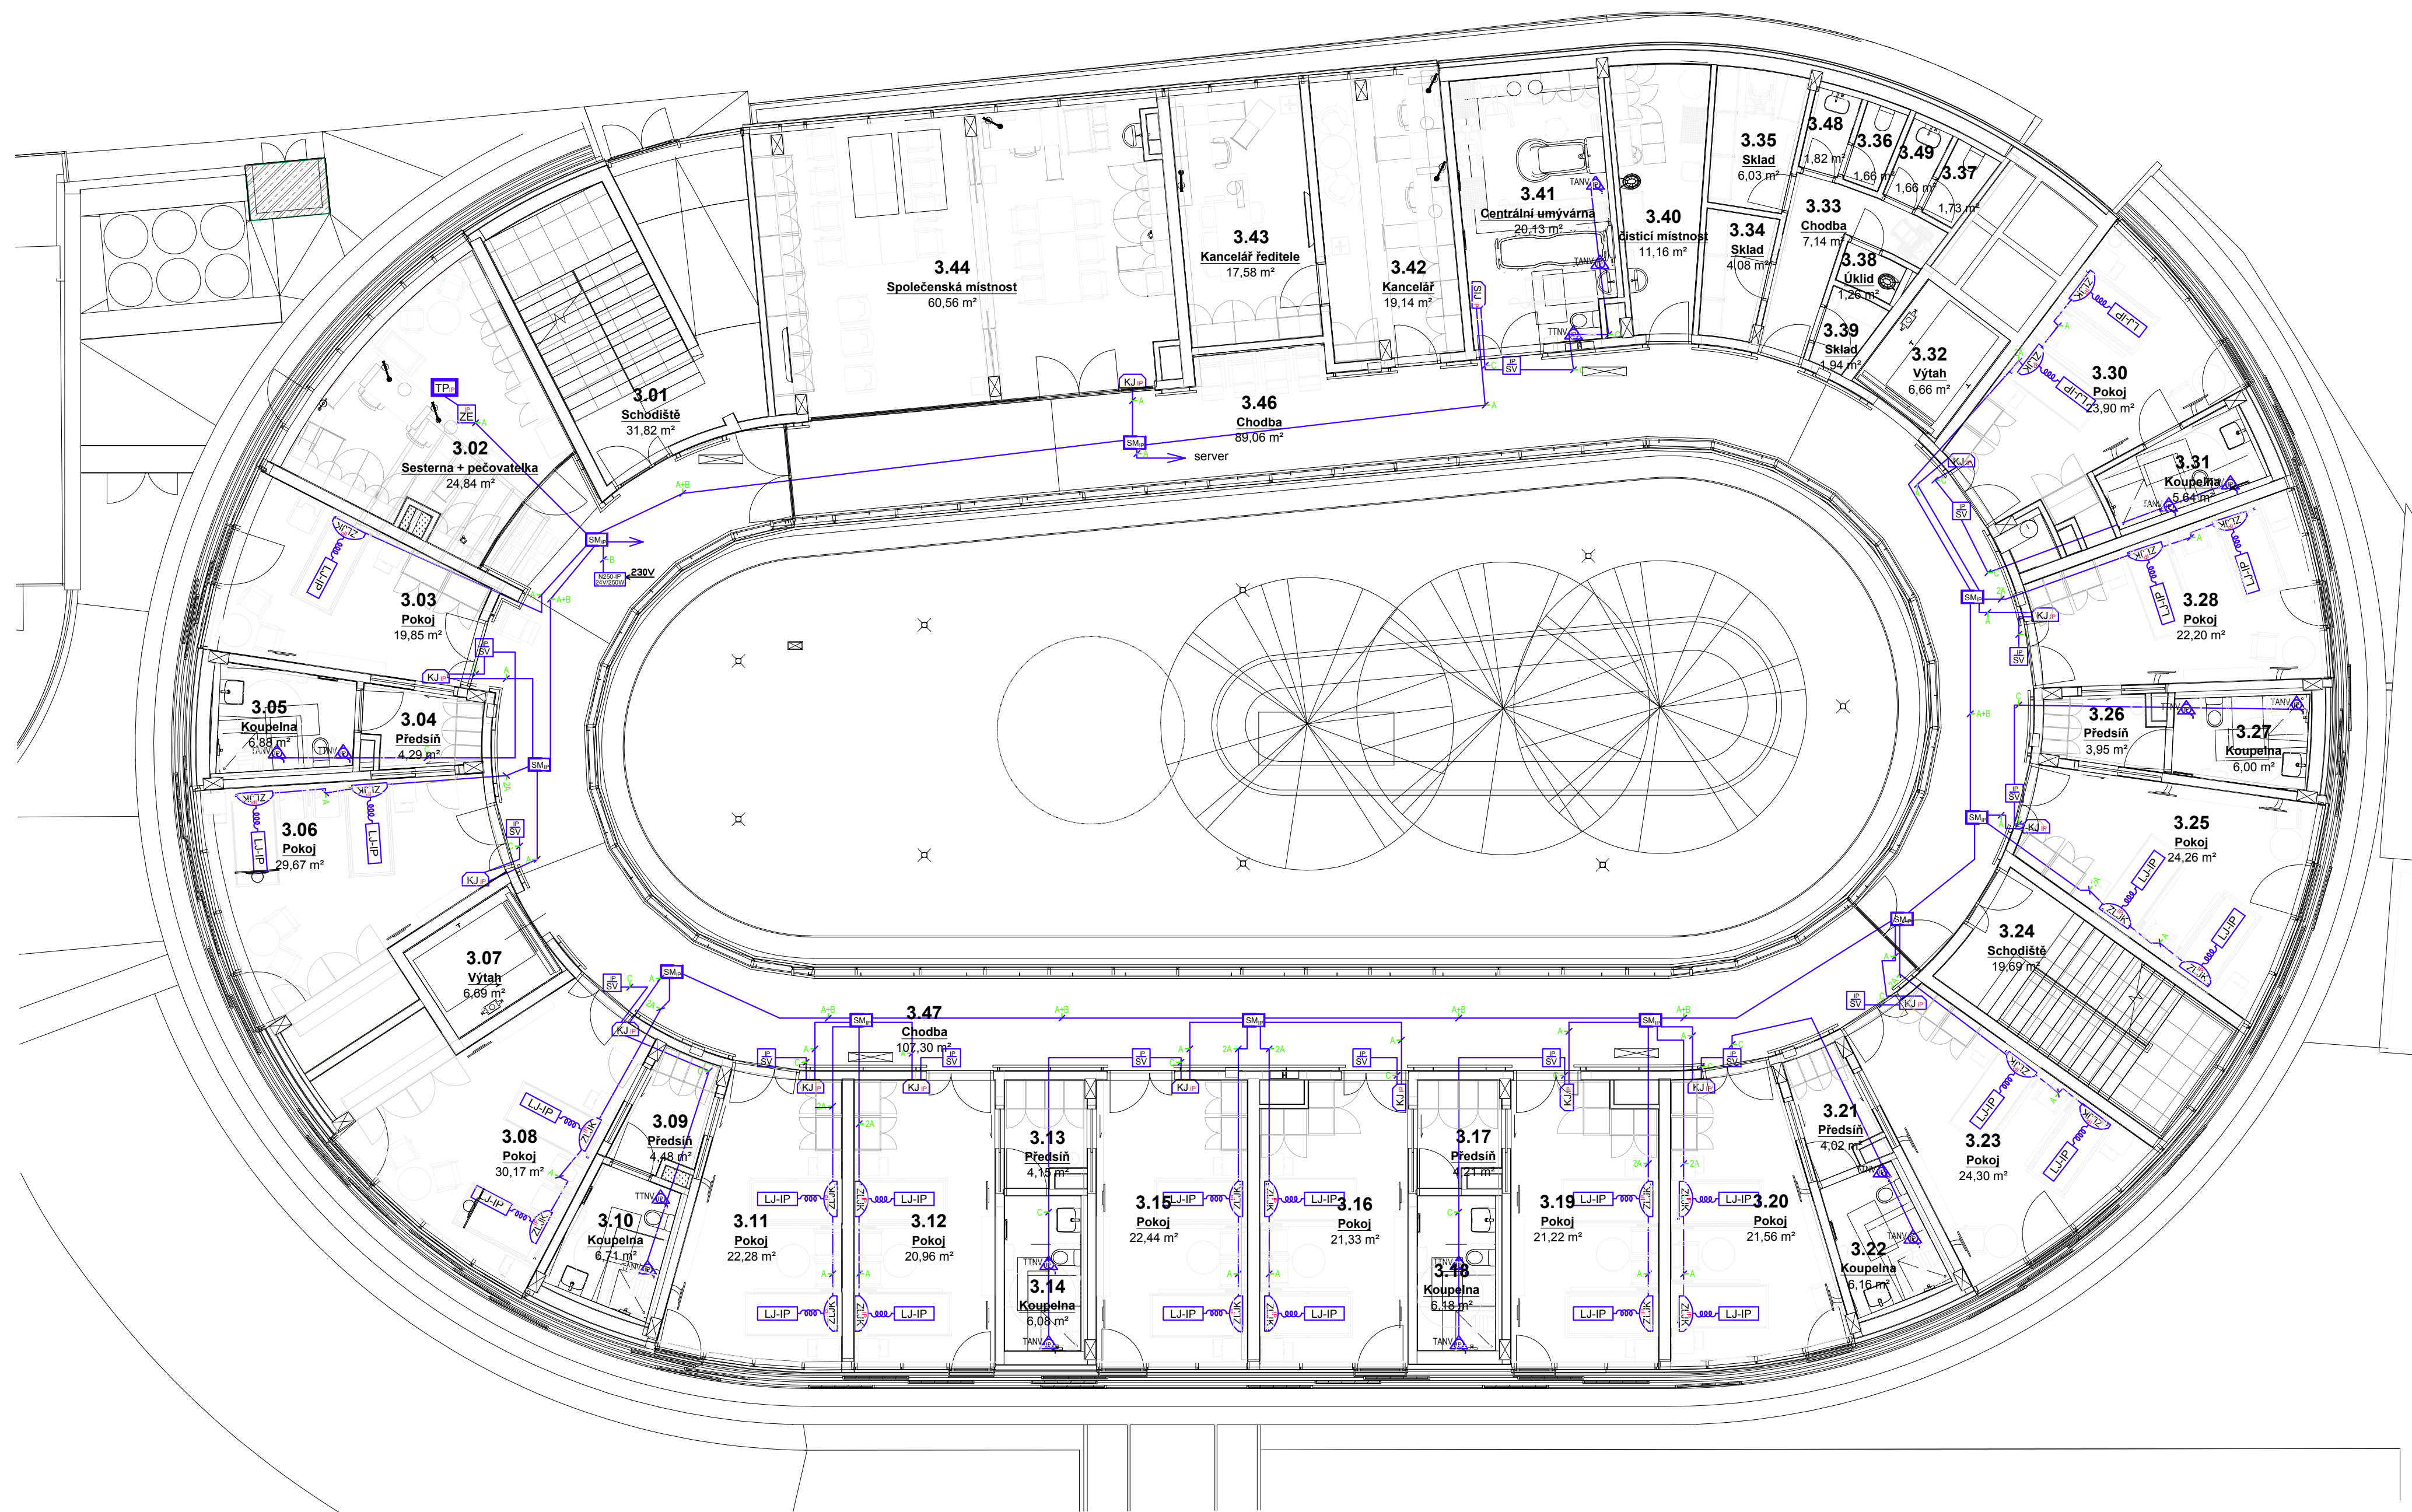 3.01
Schodiště
31,82 m²
3.02
Sesterna + pečovatelka
24,84 m²
3.03
Pokoj
19,85 m²
3.04
Předsíň
4,29 m²
3.05
Koupelna
6,88 m²
3.06
Pokoj
29,67 m²
3.07
Výtah
6,69 m²
3.08
Pokoj
30,17 m²
3.09
Předsíň
4,48 m²
3.10
Koupelna
6,71 m²
3.11
Pokoj
22,28 m²
3.12
Pokoj
20,96 m²
3.13
Předsíň
4,15 m²
3.14
Koupelna
6,08 m²
3.15
Pokoj
22,44 m²
3.16
Pokoj
21,33 m²
3.17
Předsíň
4,21 m²
3.18
Koupelna
6,18 m²
3.19
Pokoj
21,22 m²
3.20
Pokoj
21,56 m²
3.21
Předsíň
4,02 m²
3.22
Koupelna
6,16 m²
3.23
Pokoj
24,30 m²
3.24
Schodiště
19,69 m²
3.25
Pokoj
24,26 m²
3.26
Předsíň
3,95 m²
3.27
Koupelna
6,00 m²
3.28
Pokoj
22,20 m²
3.30
Pokoj
23,90 m²
3.31
Koupelna
5,64 m²
3.32
Výtah
6,66 m²
3.33
Chodba
7,14 m²
3.34
Sklad
4,08 m²
3.35
Sklad
6,03 m²
3.36
1,66 m²
3.37
1,73 m²
3.38
Úklid
1,26 m²
3.39
Sklad
1,94 m²
3.40
čisticí místnost
11,16 m²
3.41
Centrální umývárna
20,13 m²
3.42
Kancelář
19,14 m²
3.43
Kancelář ředitele
17,58 m²
3.44
Společenská místnost
60,56 m²
3.46
Chodba
89,06 m²
3.47
Chodba
107,30 m²
3.48
1,82 m²
3.49
1,66 m²
server
230V
N250-IP
24V/250W
TP IP
IP
ZE
SM IP
KJ IP
IP
SV
LJ-IP
ZLJK
SIJ
TANV
TTNV
A+B
2A
A
B
C